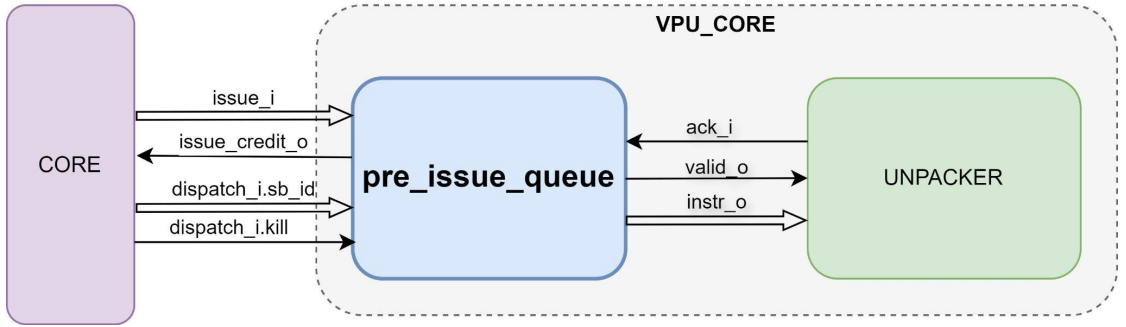 VPU_CORE
CORE
issue_i
issue_credit_o
dispatch_i.sb_id
dispatch_i.kill
pre_issue_queue
ack_i
valid_o
instr_o
UNPACKER